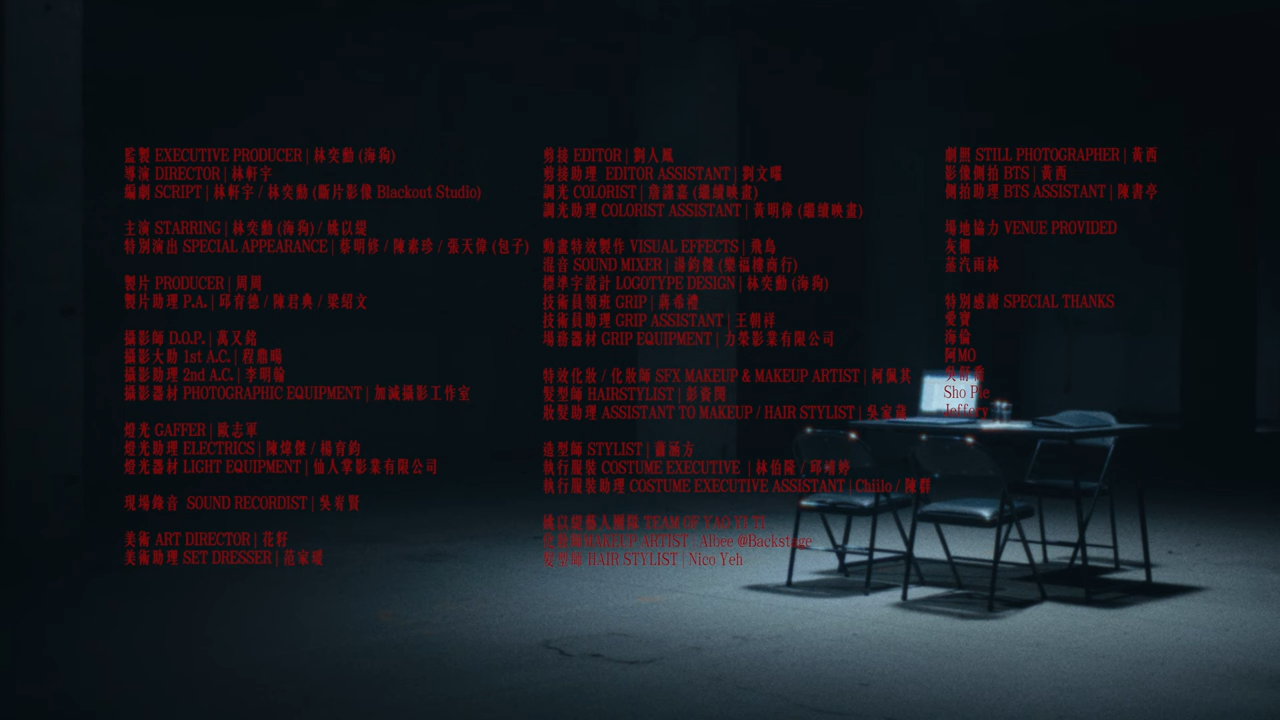 監製 EXECUTIVE PRODUCER | 林奕勳 (海狗)
導演 DIRECTOR | 林軒宇
編劇 SCRIPT | 林軒宇 / 林奕勳 (斷片影像 Blackout Studio)
主演 STARRING | 林奕勳 (海狗) / 姚以緹
特別演出 SPECIAL APPEARANCE | 蔡明修 / 陳素珍 / 張天偉 (包子)
製片 PRODUCER | 周周
製片助理 P.A. | 邱育德 / 陳君典 / 梁紹文
攝影師 D.O.P. | 萬又銘
攝影大助 1st A.C. | 程鼎暘
攝影助理 2nd A.C. | 李明翰
攝影器材 PHOTOGRAPHIC EQUIPMENT | 加減攝影工作室
燈光 GAFFER | 歐志軍
燈光助理 ELECTRICS | 陳煒傑 / 楊育鈞
燈光器材 LIGHT EQUIPMENT | 仙人掌影業有限公司
現場錄音 SOUND RECORDIST | 吳岢賢
美術 ART DIRECTOR | 花籽
美術助理 SET DRESSER | 范家瑗
剪接 EDITOR | 劉人鳳
剪接助理 EDITOR ASSISTANT | 劉文曜
調光 COLORIST | 詹謹嘉 (繼續映畫)
調光助理 COLORIST ASSISTANT | 黃明偉 (繼續映畫)
動畫特效製作 VISUAL EFFECTS | 飛鳥
混音 SOUND MIXER | 湯鈞傑 (樂福樓商行)
標準字設計 LOGOTYPE DESIGN | 林奕勳 (海狗)
技術員領班 GRIP | 蔣希禮
技術員助理 GRIP ASSISTANT | 王朝祥
場務器材 GRIP EQUIPMENT | 力榮影業有限公司
特效化妝 / 化妝師 SFX MAKEUP & MAKEUP ARTIST | 柯佩其
髮型師 HAIRSTYLIST | 彭資閔
妝髮助理 ASSISTANT TO MAKEUP / HAIR STYLIST | 吳家葳
造型師 STYLIST | 蕭涵方
執行服裝 COSTUME EXECUTIVE | 林伯隆 / 邱靖婷
執行服裝助理 COSTUME EXECUTIVE ASSISTANT | Chiilo / 陳群
姚以緹藝人團隊 TEAM OF YAO YI TI
化妝師 MAKEUP ARTIST | Albee @Backstage
髮型師 HAIR STYLIST | Nico Yeh
劇照 STILL PHOTOGRAPHER | 黃西
影像側拍 BTS | 黃西
側拍助理 BTS ASSISTANT | 陳書亭
場地協力 VENUE PROVIDED
灰棚
蒸汽雨林
特別感謝 SPECIAL THANKS
愛寶
海倫
阿MO
Sho Pie
Jeffery